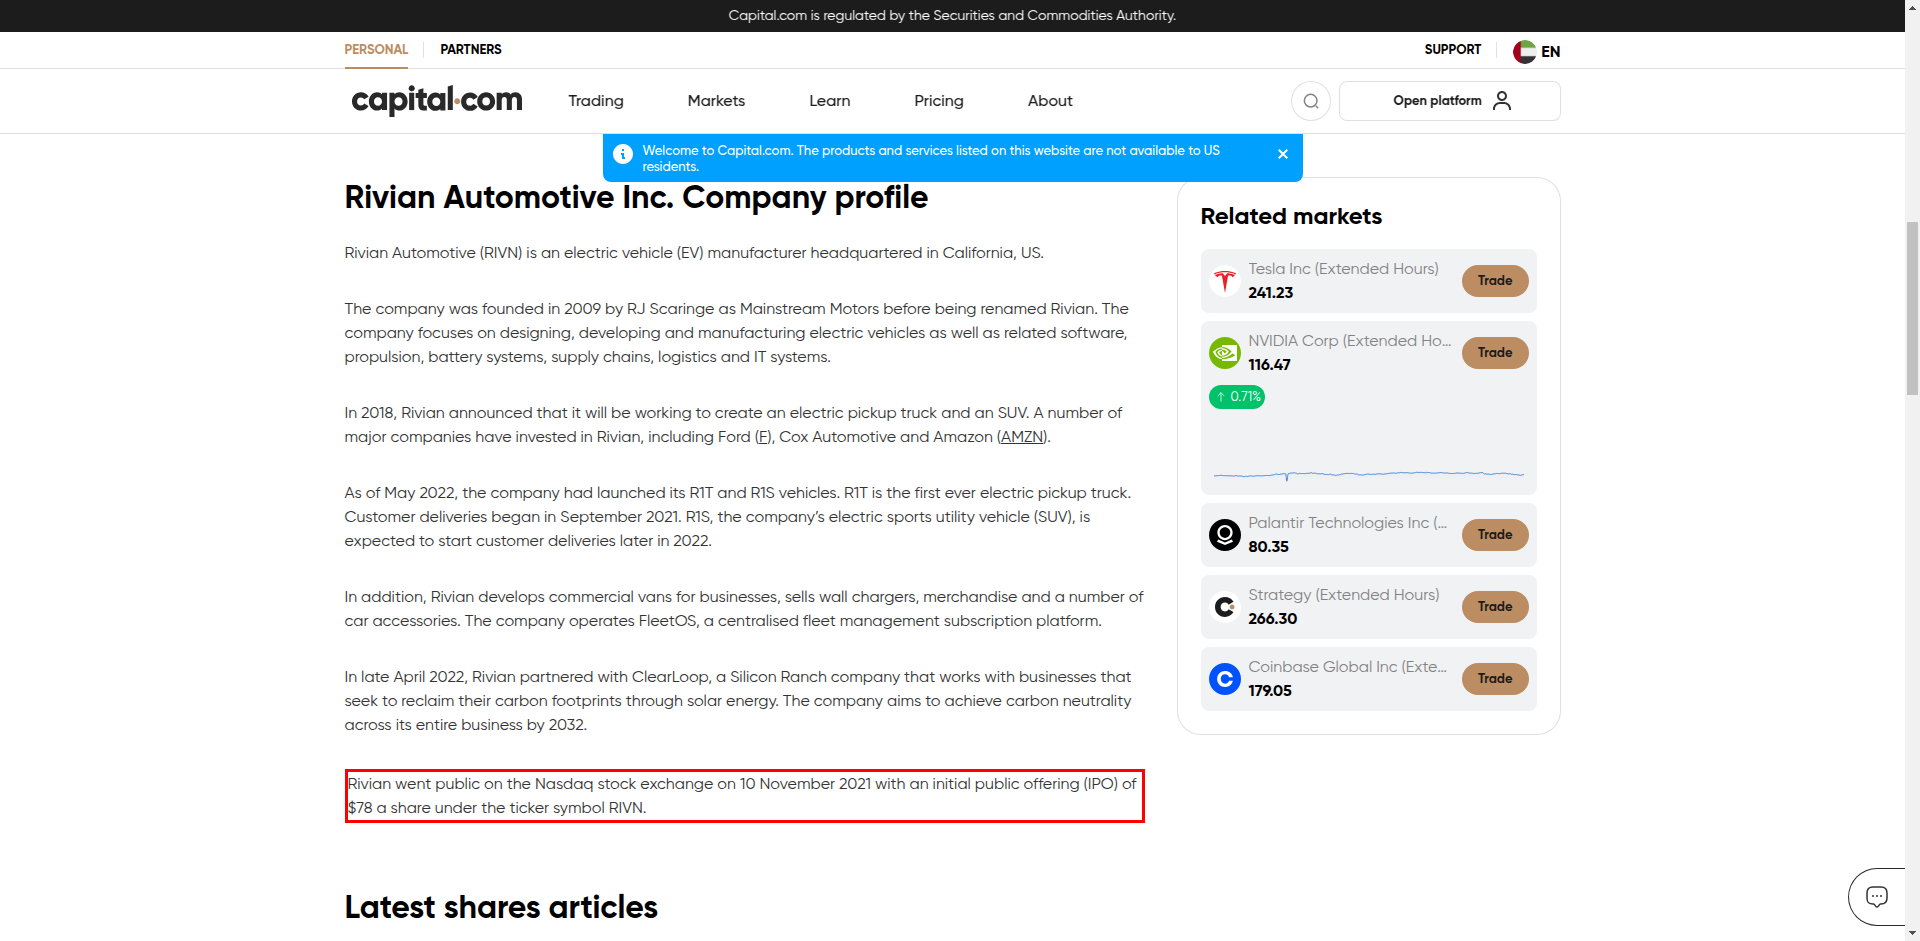 Capital.com is regulated by the Securities and Commodities Authority.
PERSONAL
PARTNERS
SUPPORT
EN
capital.com
Trading
Markets
Learn
Pricing
About
Open platform
Welcome to Capital.com. The products and services listed on this website are not available to US
residents.
Rivian Automotive Inc. Company profile
Rivian Automotive (RIVN) is an electric vehicle (EV) manufacturer headquartered in California, US.
The company was founded in 2009 by RJ Scaringe as Mainstream Motors before being renamed Rivian. The
company focuses on designing, developing and manufacturing electric vehicles as well as related software,
propulsion, battery systems, supply chains, logistics and IT systems.
In 2018, Rivian announced that it will be working to create an electric pickup truck and an SUV. A number of
major companies have invested in Rivian, including Ford (F), Cox Automotive and Amazon (AMZN).
As of May 2022, the company had launched its R1T and R1S vehicles. R1T is the first ever electric pickup truck.
Customer deliveries began in September 2021. R1S, the company’s electric sports utility vehicle (SUV), is
expected to start customer deliveries later in 2022.
In addition, Rivian develops commercial vans for businesses, sells wall chargers, merchandise and a number of
car accessories. The company operates FleetOS, a centralised fleet management subscription platform.
In late April 2022, Rivian partnered with ClearLoop, a Silicon Ranch company that works with businesses that
seek to reclaim their carbon footprints through solar energy. The company aims to achieve carbon neutrality
across its entire business by 2032.
Rivian went public on the Nasdaq stock exchange on 10 November 2021 with an initial public offering (IPO) of
$78 a share under the ticker symbol RIVN.
Latest shares articles
Related markets
Tesla Inc (Extended Hours)
241.23
Trade
NVIDIA Corp (Extended Ho...
116.47
Trade
↑ 0.71%
Palantir Technologies Inc (...
80.35
Trade
Strategy (Extended Hours)
266.30
Trade
Coinbase Global Inc (Exte...
179.05
Trade